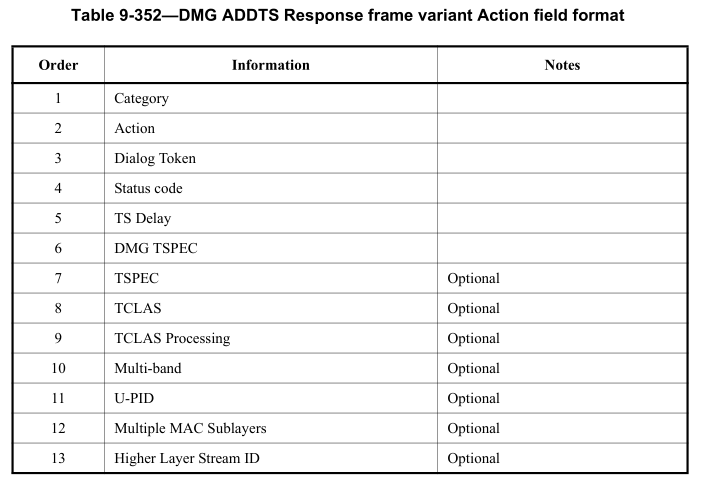 Table 9-352—DMG ADDTS Response frame variant Action field format
Order Information Notes
1 Category
2 Action
3 Dialog Token
4 Status code
5 TS Delay
6 DMG TSPEC
7 TSPEC Optional
8 TCLAS Optional
9 TCLAS Processing Optional
10 Multi-band Optional
11 U-PID Optional
12 Multiple MAC Sublayers Optional
13 Higher Layer Stream ID Optional